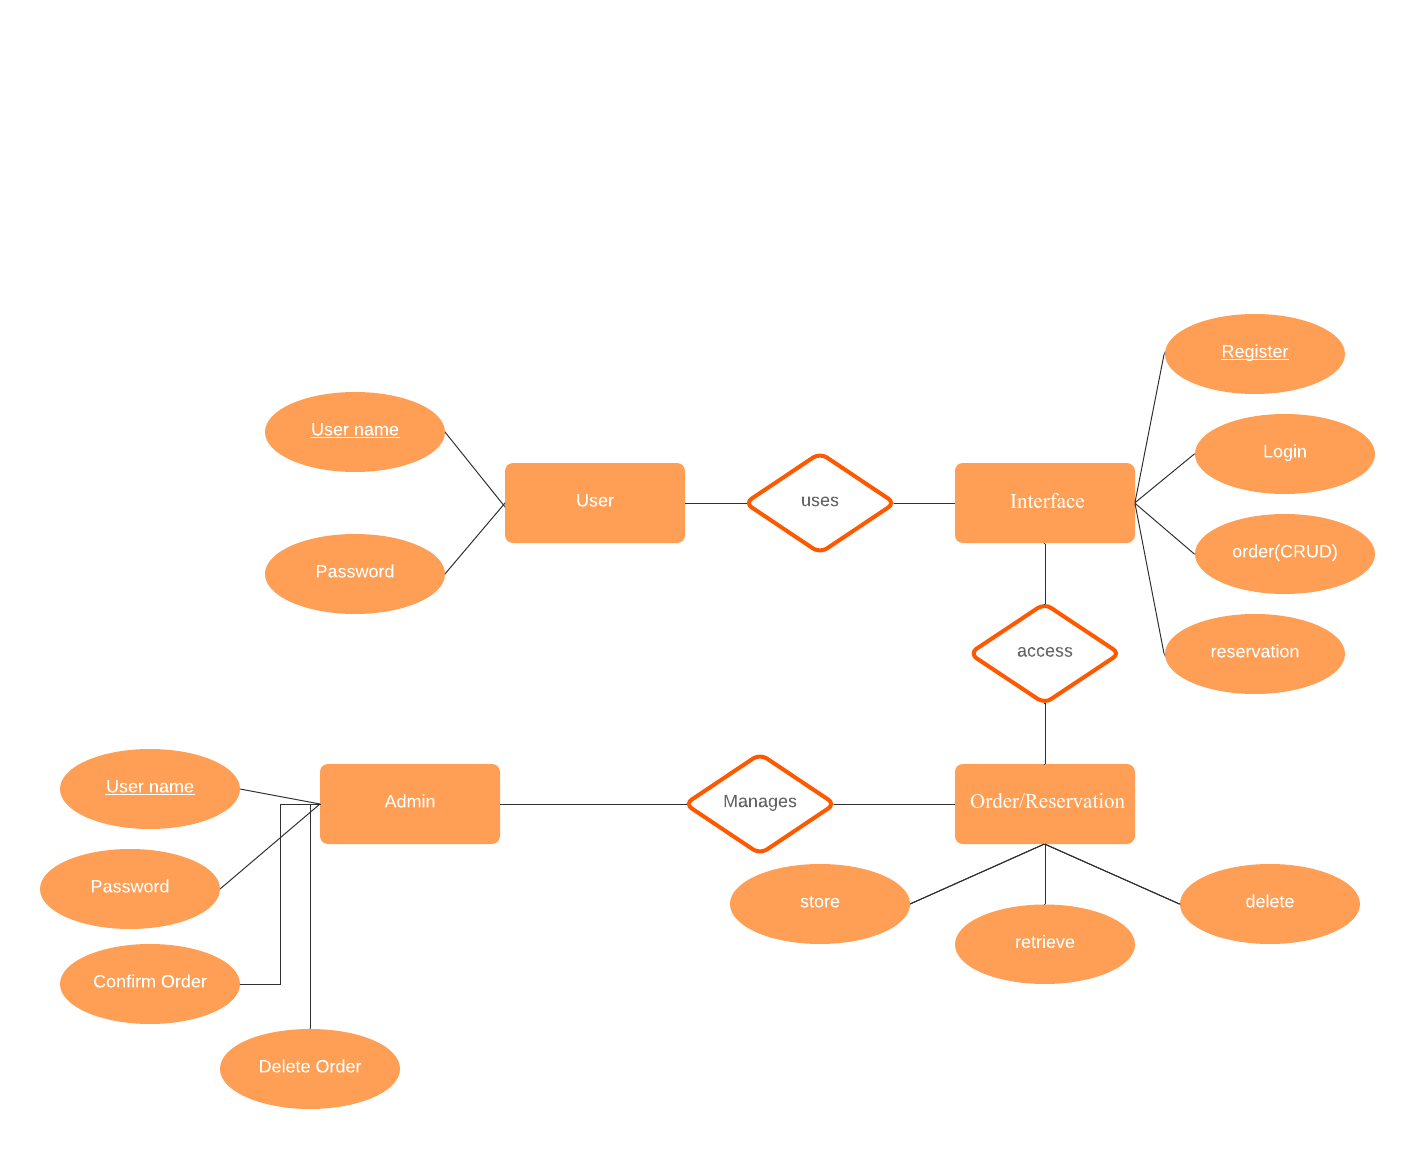 Register
User name
Login
User
uses
Interface
order(CRUD)
Password
access
reservation
User name
Admin
Manages
Order/Reservation
Password
store
delete
retrieve
Confirm Order
Delete Order